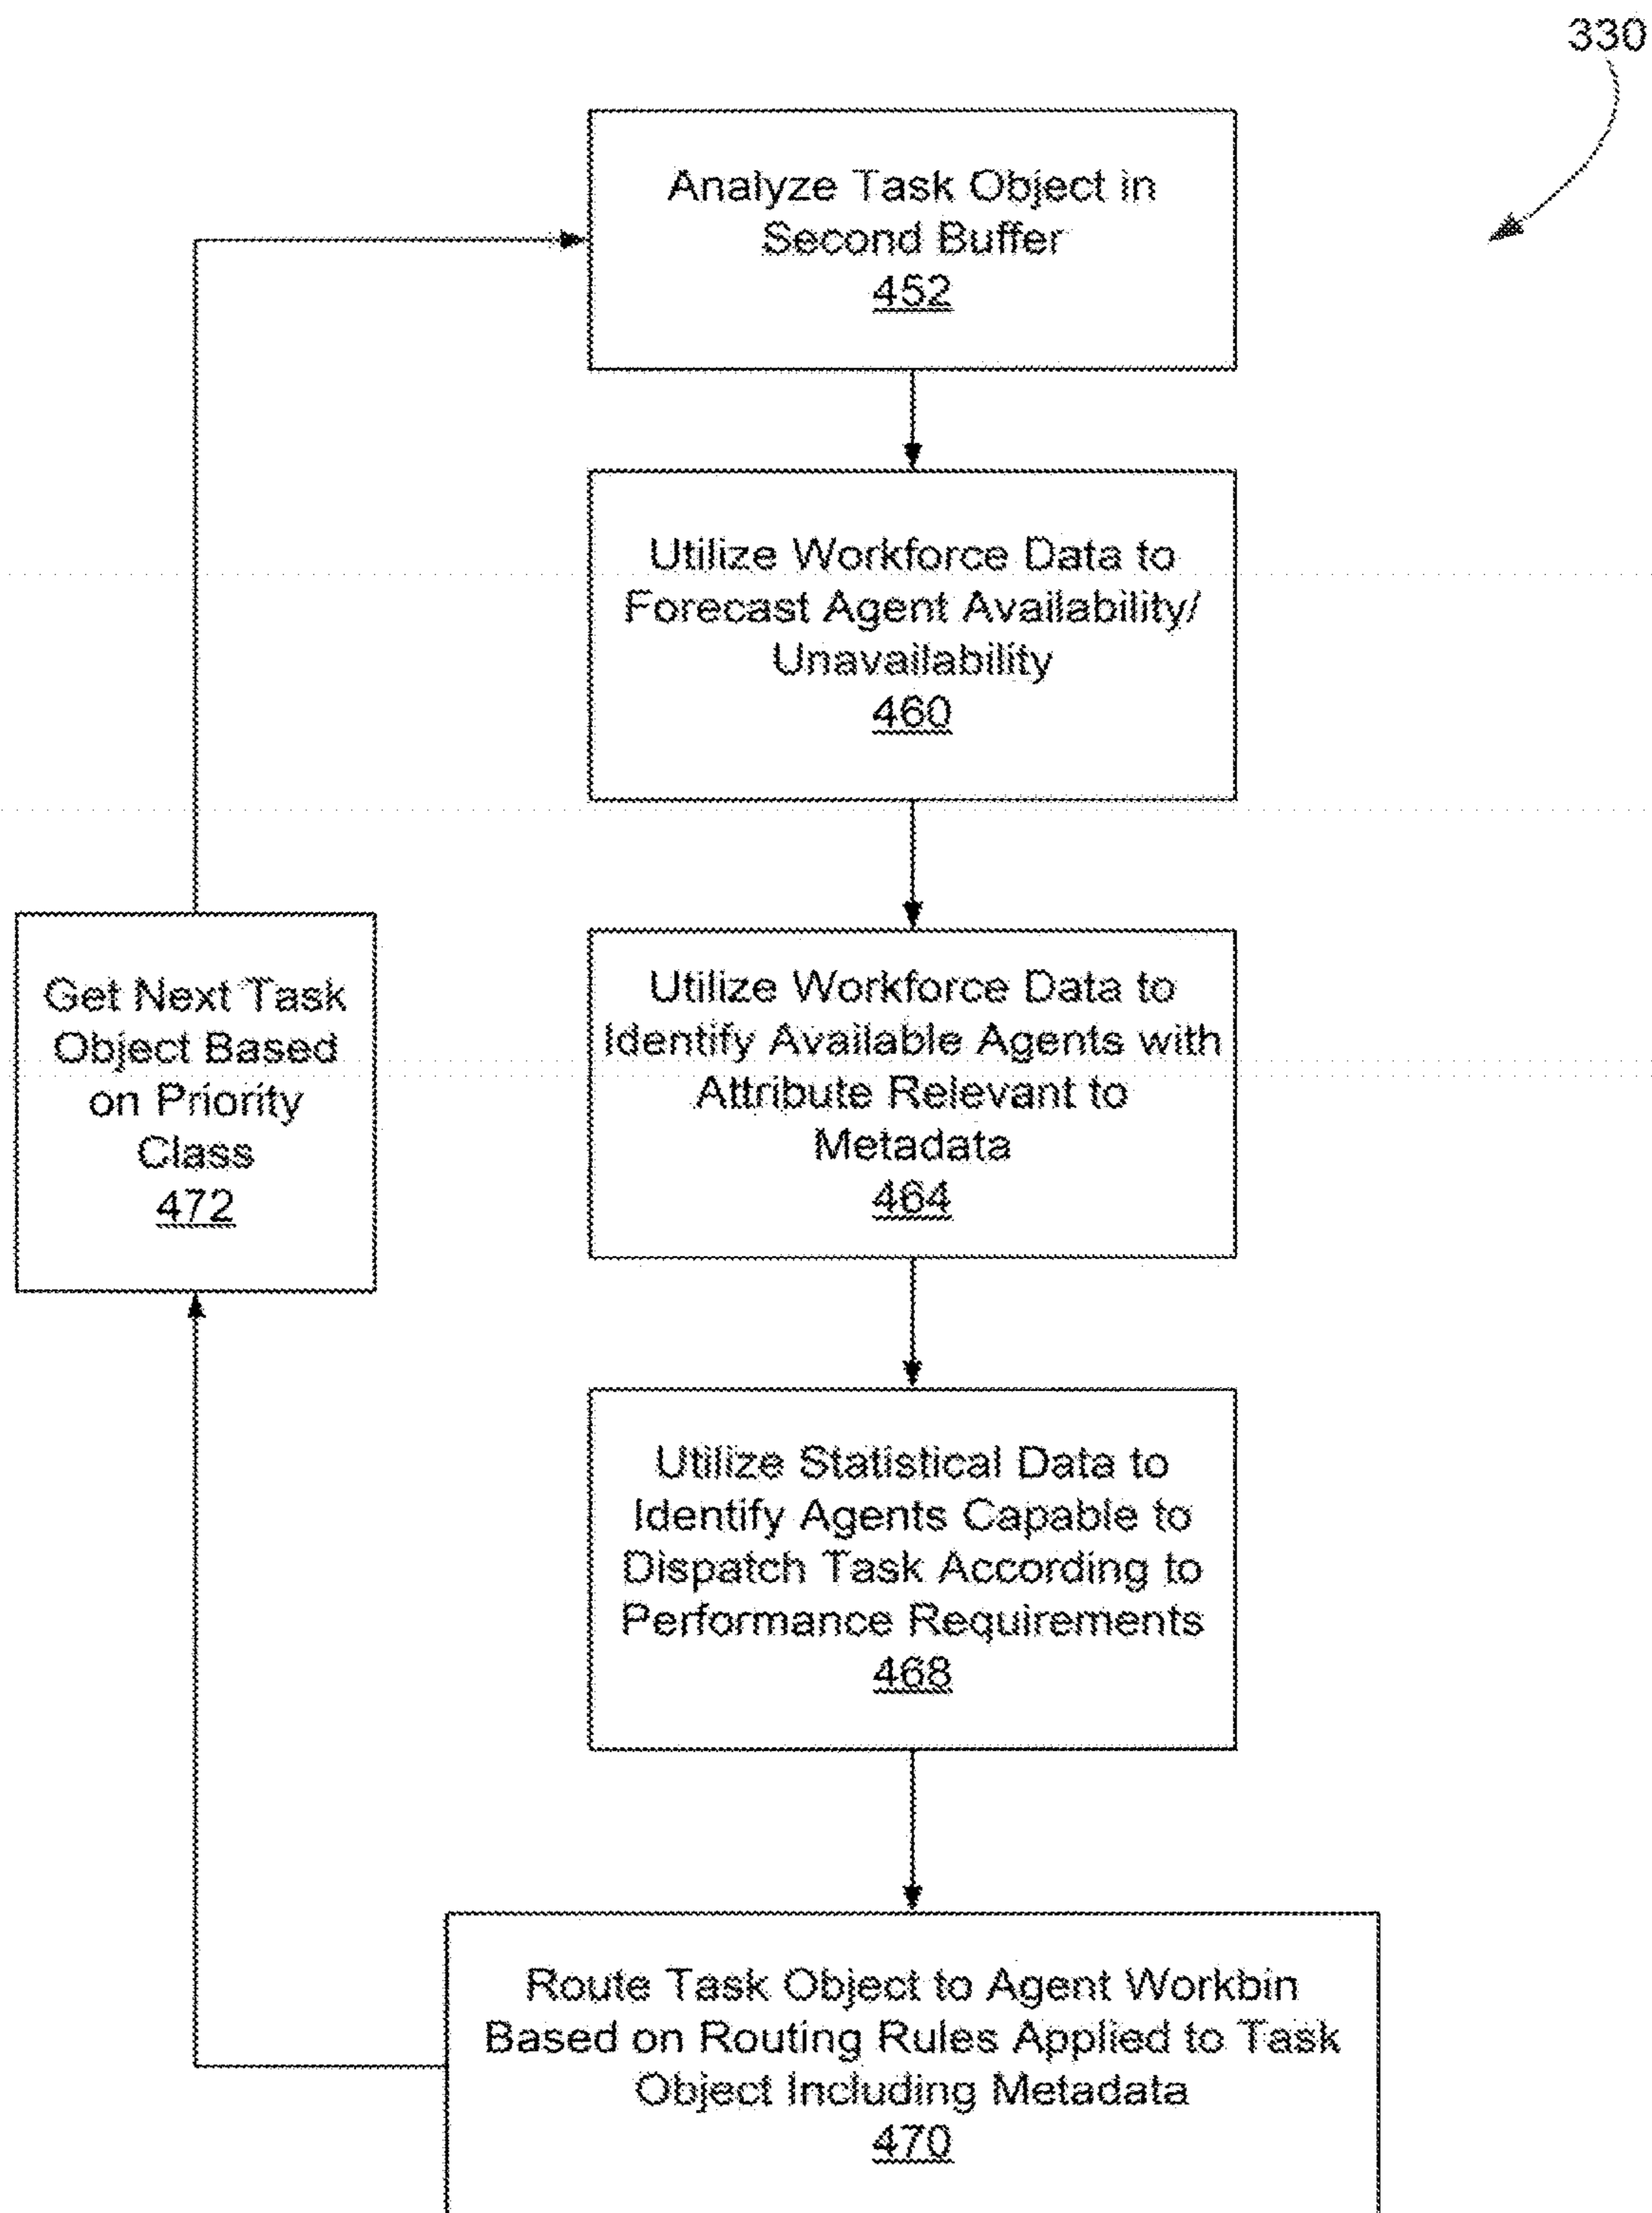 330
Analyze Task Object in
Second Buffer
452
Utilize Workforce Data to
Forecast Agent Availability/
Unavailability
460
Utilize Workforce Data to
Identify Available Agents with
Attribute Relevant to
Metadata
464
Get Next Task
Object Based
on Priority
Class
472
Utilize Statistical Data to
Identify Agents Capable to
Dispatch Task According to
Performance Requirements
468
Route Task Object to Agent Workbin
Based on Routing Rules Applied to Task
Object Including Metadata
470